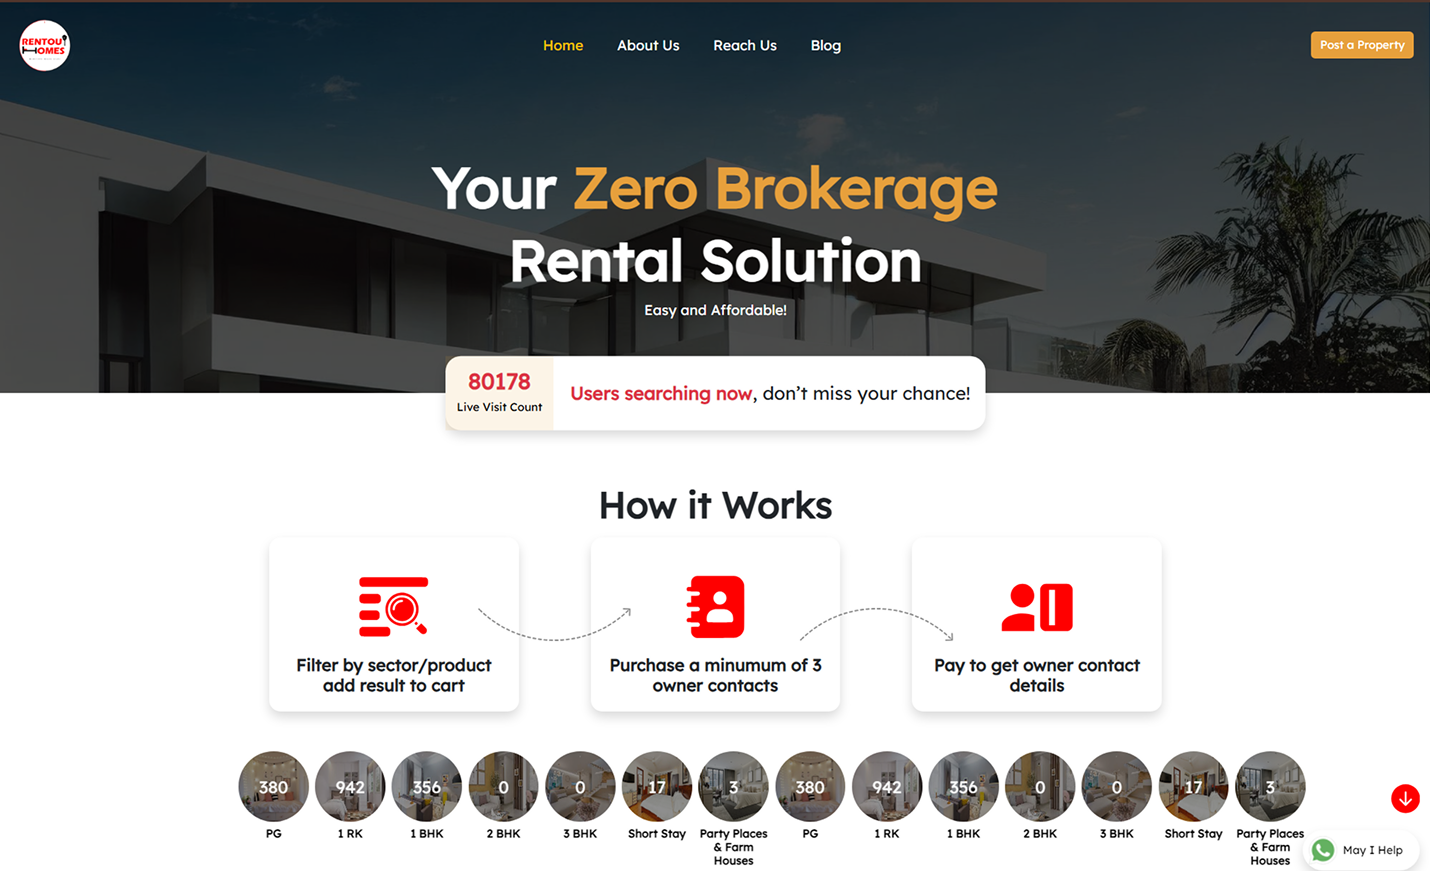 RENTOU
HOMES
Home
About Us
Reach Us
Blog
Post a Property
Your Zero Brokerage
Rental Solution
Easy and Affordable!
80178
Live Visit Count
Users searching now, don't miss your chance!
How it Works
Filter by sector/product
add result to cart
Purchase a minumum of 3
owner contacts
Pay to get owner contact
details
380
942
356
0
0
17
3
380
942
356
0
0
17
3
PG
1 RK
1 BHK
2 BHK
3 BHK
Short Stay
Party Places
& Farm
Houses
PG
1 RK
1 BHK
2 BHK
3 BHK
Short Stay
Party Places
& Farm
Houses
May I Help